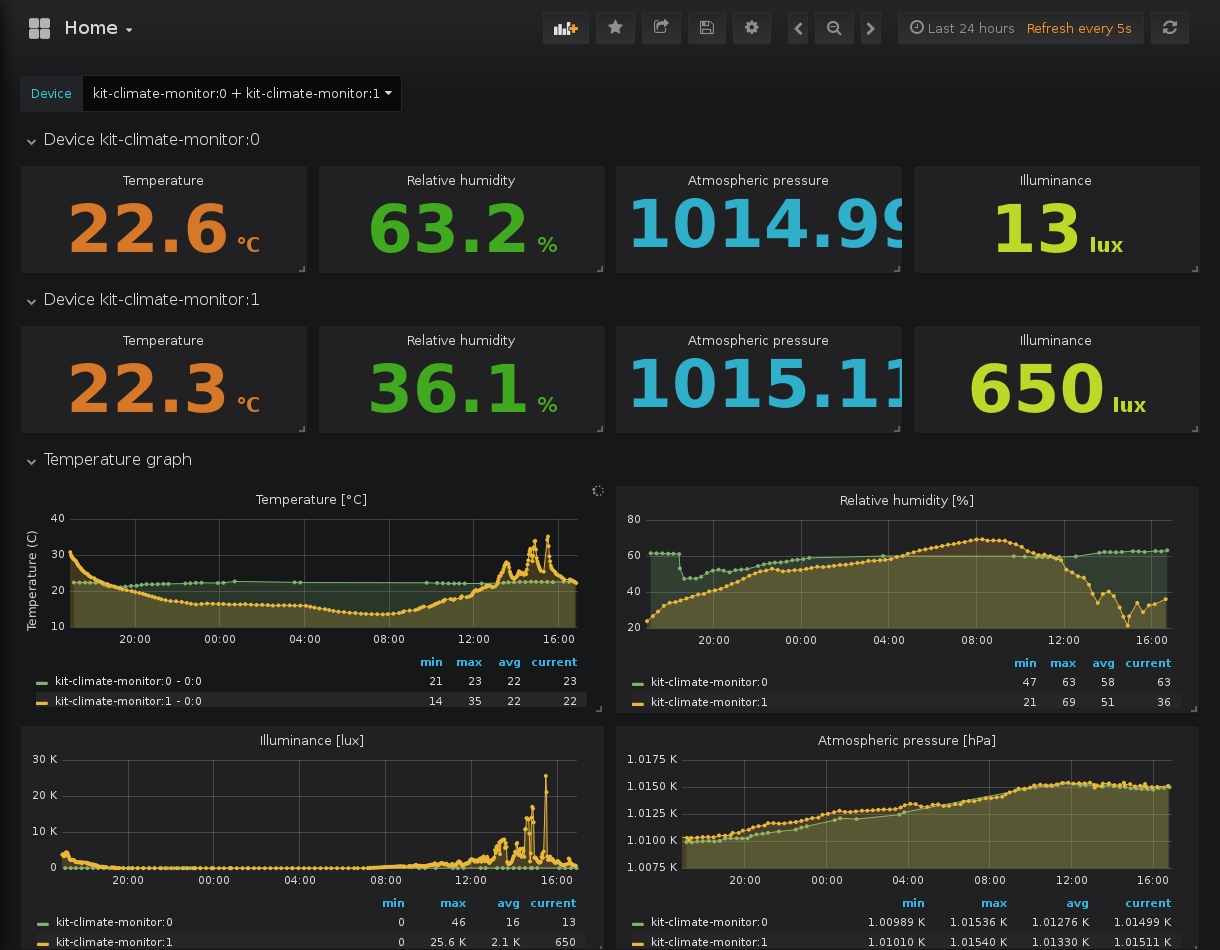 Home
Last 24 hours Refresh every 5s
Device kit-climate-monitor:0 + kit-climate-monitor:1
Device kit-climate-monitor:0
Temperature Relative humidity Atmospheric pressure Illuminance
22.6 °C 63.2 % 1014.99 13 lux
Device kit-climate-monitor:1
Temperature Relative humidity Atmospheric pressure Illuminance
22.3 °C 36.1 % 1015.11 650 lux
Temperature graph
Temperature [°C]
Temperature (C)
40
30
20
10
20:00 00:00 04:00 08:00 12:00 16:00
min max avg current
kit-climate-monitor:0 - 0:0 21 23 22 23
kit-climate-monitor:1 - 0:0 14 35 22 22
Relative humidity [%]
80
60
40
20
20:00 00:00 04:00 08:00 12:00 16:00
min max avg current
kit-climate-monitor:0 47 63 58 63
kit-climate-monitor:1 21 69 51 36
Illuminance [lux]
30 K
20 K
10 K
0
20:00 00:00 04:00 08:00 12:00 16:00
min max avg current
kit-climate-monitor:0 0 46 16 13
kit-climate-monitor:1 0 25.6 K 2.1 K 650
Atmospheric pressure [hPa]
1.0175 K
1.0150 K
1.0125 K
1.0100 K
1.0075 K
20:00 00:00 04:00 08:00 12:00 16:00
min max avg current
kit-climate-monitor:0 1.00989 K 1.01536 K 1.01276 K 1.01499 K
kit-climate-monitor:1 1.01010 K 1.01540 K 1.01330 K 1.01511 K